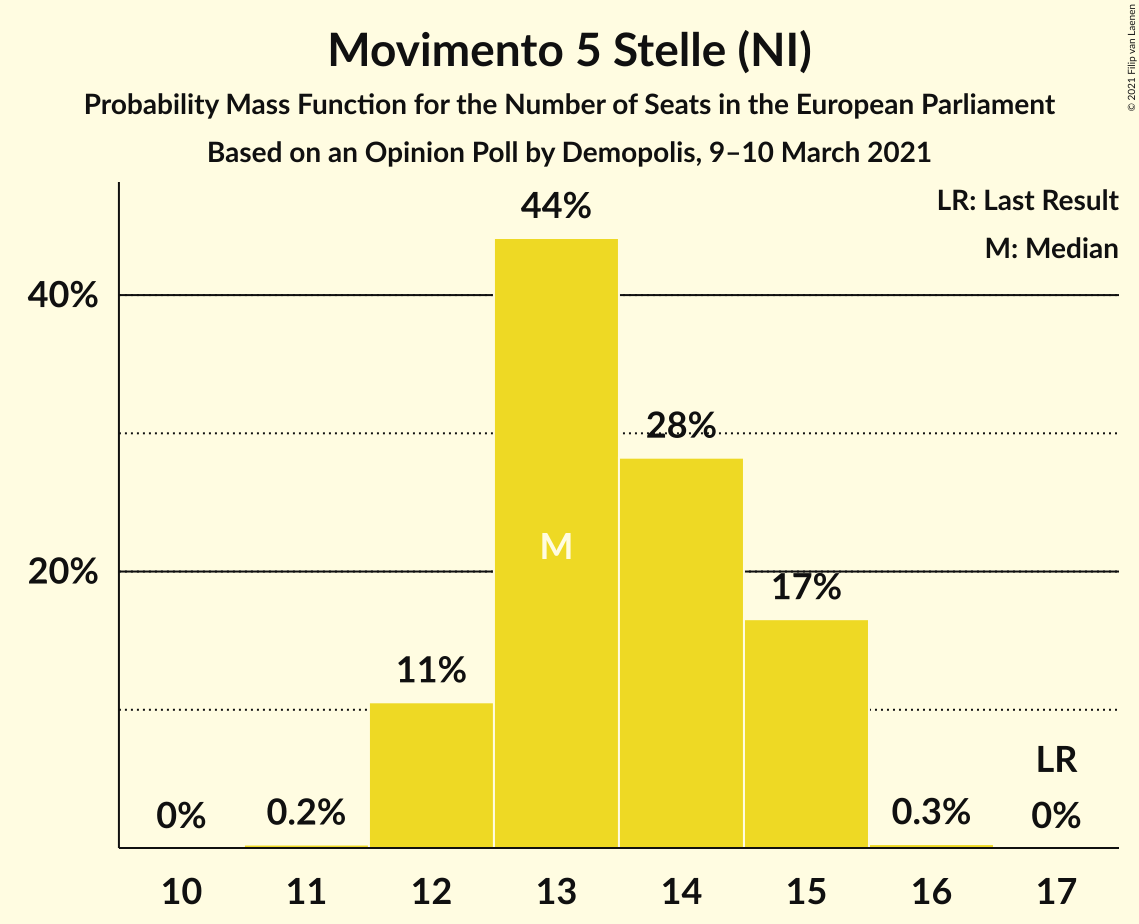 Movimento 5 Stelle (NI)
Probability Mass Function for the Number of Seats in the European Parliament
Based on an Opinion Poll by Demopolis, 9–10 March 2021
© 2021 Filip van Laenen
LR: Last Result
M: Median
44%
40%
28%
M
20%
17%
11%
LR
0%
0.2%
0.3%
0%
10 11 12 13 14 15 16 17